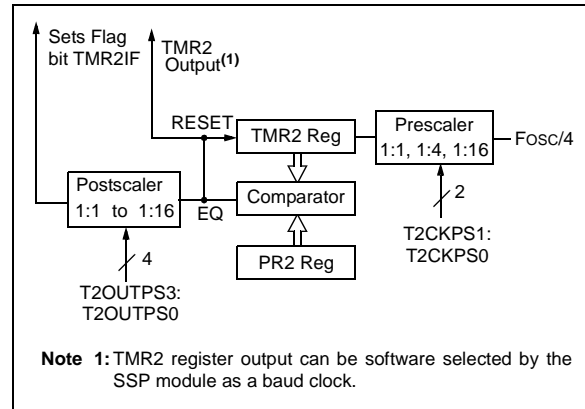 Sets Flag
bit TMR2IF
TMR2
Output(1)
RESET
TMR2 Reg
Prescaler
1:1, 1:4, 1:16
FOSC/4
2
T2CKPS1:
T2CKPS0
Postscaler
1:1 to 1:16
EQ
Comparator
4
T2OUTPS3:
T2OUTPS0
PR2 Reg
Note 1: TMR2 register output can be software selected by the
SSP module as a baud clock.